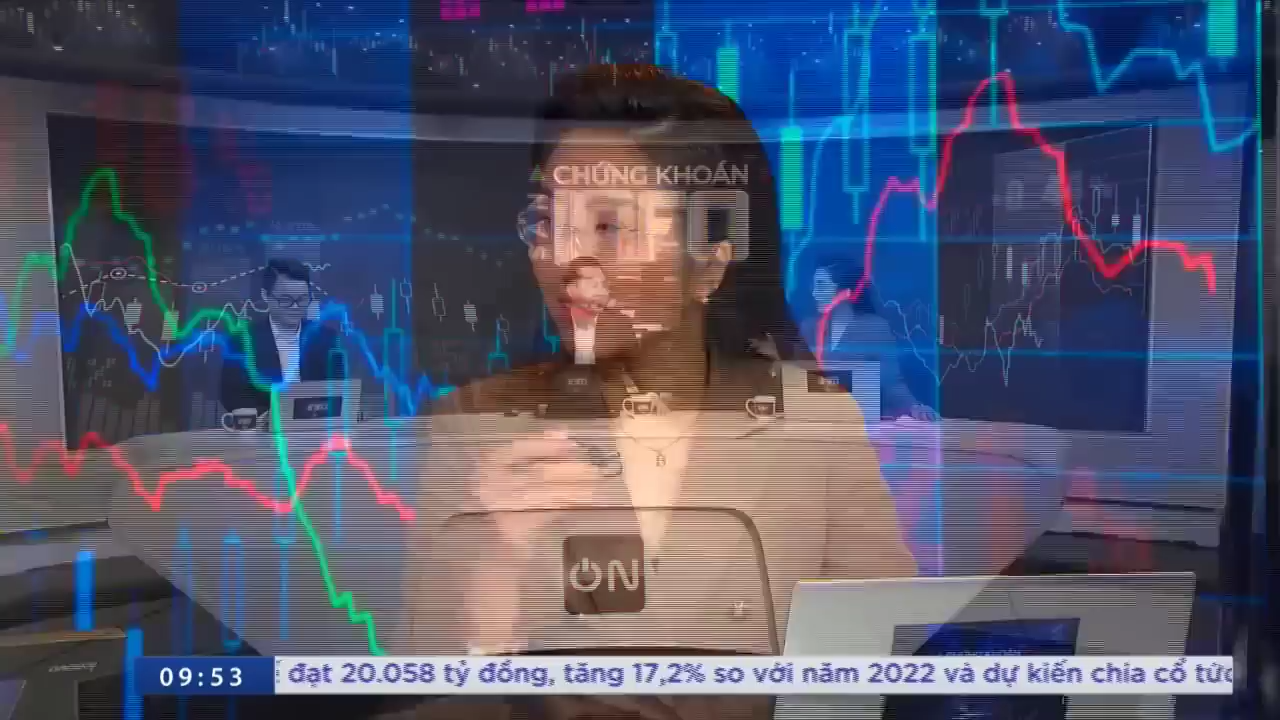 CHỨNG KHOÁN
ON
09:53
đạt 20.058 tỷ đồng, tăng 17,2% so với năm 2022 và dự kiến chia cổ tức